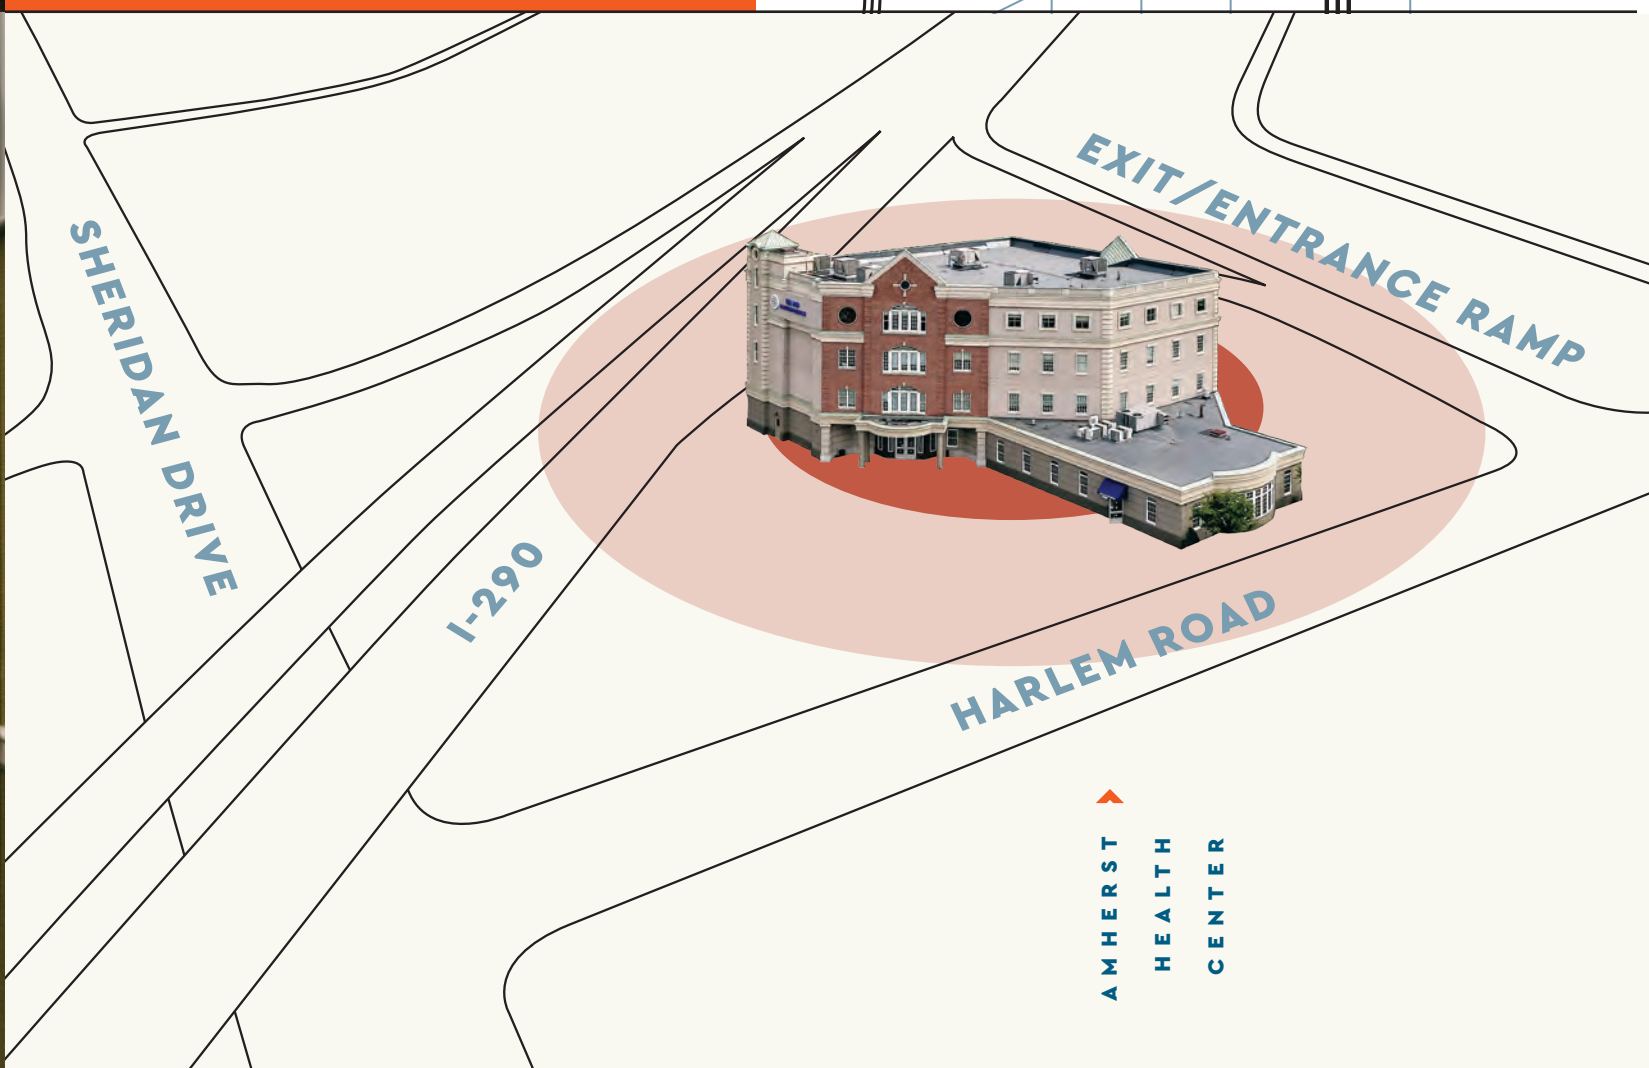 EXIT/ENTRANCE RAMP
SHERIDAN DRIVE
I-290
HARLEM ROAD
AMHERST
HEALTH
CENTER